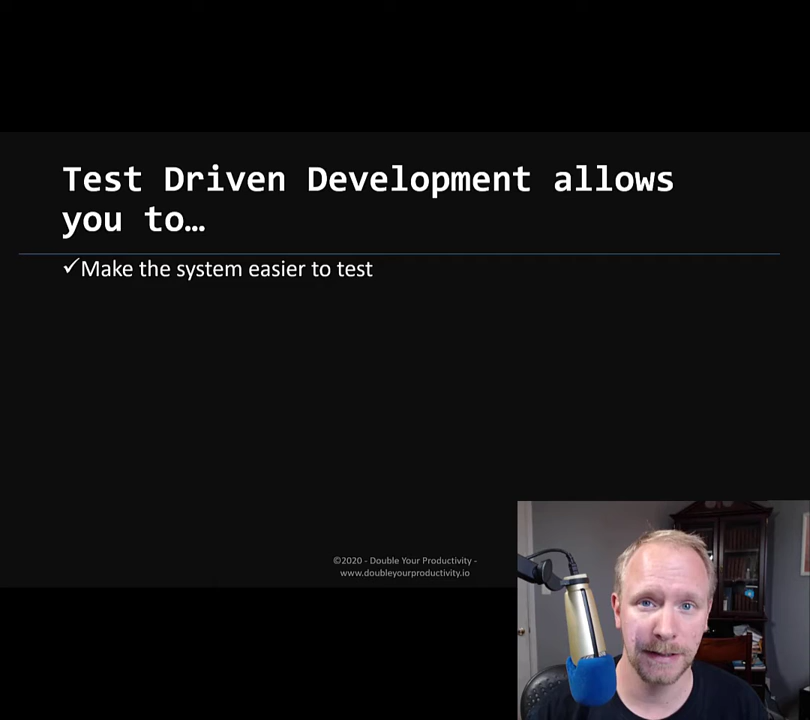 Test Driven Development allows
you to…
✓Make the system easier to test
©2020 - Double Your Productivity -
www.doubleyourproductivity.io